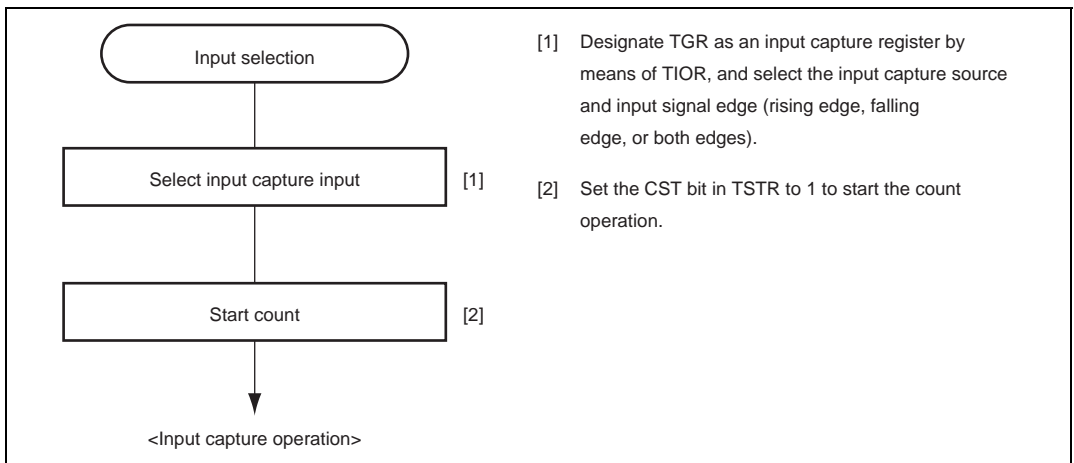 Input selection
Select input capture input
[1]
Start count
[2]
<Input capture operation>
[1] Designate TGR as an input capture register by
means of TIOR, and select the input capture source
and input signal edge (rising edge, falling
edge, or both edges).
[2] Set the CST bit in TSTR to 1 to start the count
operation.